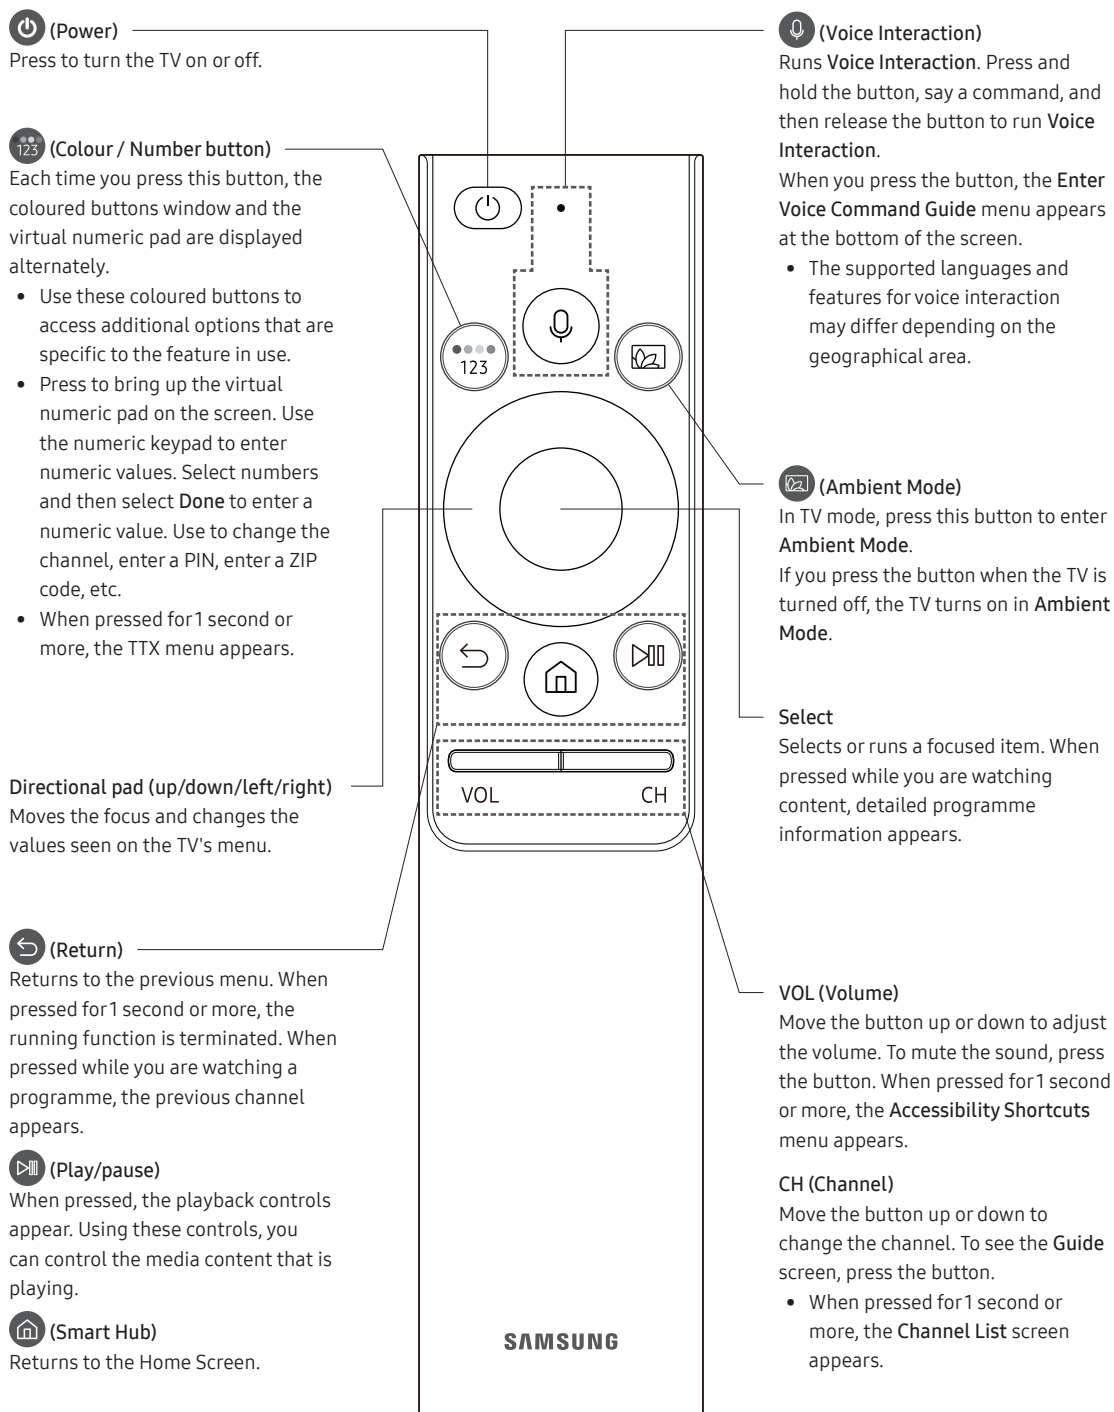 (Power)
Press to turn the TV on or off.
123 (Colour / Number button)
Each time you press this button, the
coloured buttons window and the
virtual numeric pad are displayed
alternately.
• Use these coloured buttons to
access additional options that are
specific to the feature in use.
• Press to bring up the virtual
numeric pad on the screen. Use
the numeric keypad to enter
numeric values. Select numbers
and then select Done to enter a
numeric value. Use to change the
channel, enter a PIN, enter a ZIP
code, etc.
• When pressed for 1 second or
more, the TTX menu appears.
Directional pad (up/down/left/right)
Moves the focus and changes the
values seen on the TV's menu.
(Return)
Returns to the previous menu. When
pressed for 1 second or more, the
running function is terminated. When
pressed while you are watching a
programme, the previous channel
appears.
(Play/pause)
When pressed, the playback controls
appear. Using these controls, you
can control the media content that is
playing.
(Smart Hub)
Returns to the Home Screen.
123
VOL CH
SAMSUNG
(Voice Interaction)
Runs Voice Interaction. Press and
hold the button, say a command, and
then release the button to run Voice
Interaction.
When you press the button, the Enter
Voice Command Guide menu appears
at the bottom of the screen.
• The supported languages and
features for voice interaction
may differ depending on the
geographical area.
(Ambient Mode)
In TV mode, press this button to enter
Ambient Mode.
If you press the button when the TV is
turned off, the TV turns on in Ambient
Mode.
Select
Selects or runs a focused item. When
pressed while you are watching
content, detailed programme
information appears.
VOL (Volume)
Move the button up or down to adjust
the volume. To mute the sound, press
the button. When pressed for 1 second
or more, the Accessibility Shortcuts
menu appears.
CH (Channel)
Move the button up or down to
change the channel. To see the Guide
screen, press the button.
• When pressed for 1 second or
more, the Channel List screen
appears.